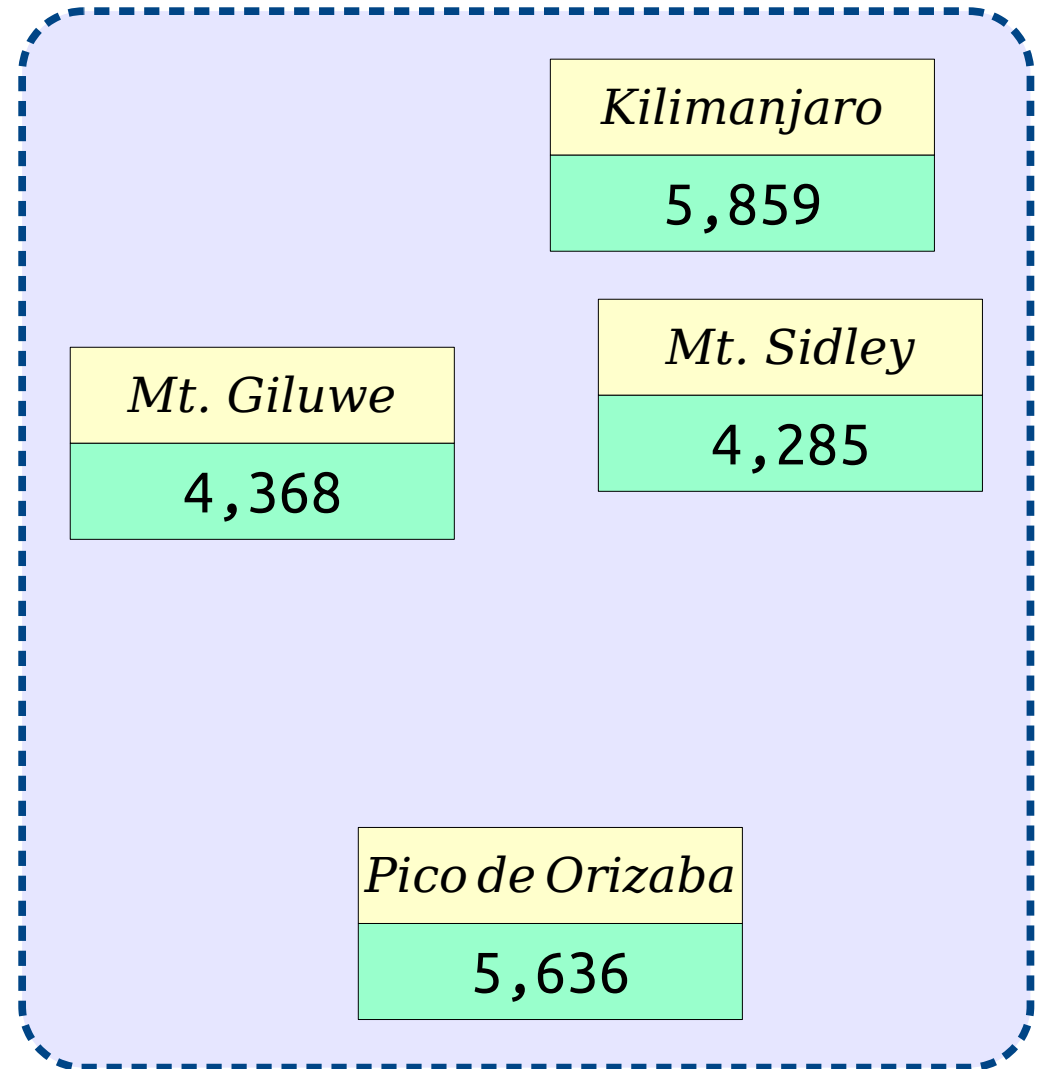 Kilimanjaro
5,859
Mt. Sidley
4,285
Mt. Giluwe
4,368
Pico de Orizaba
5,636